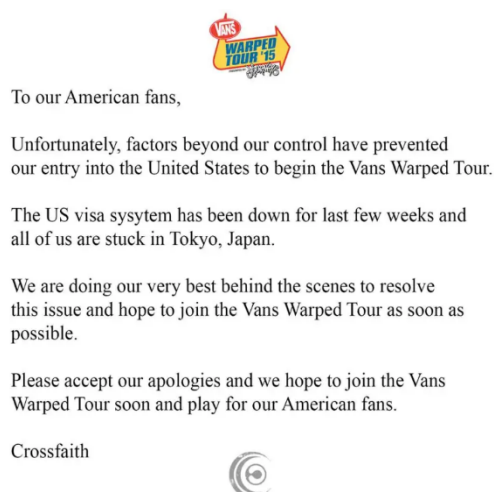 VANS
WARPED
TOUR '15
To our American fans,
Unfortunately, factors beyond our control have prevented
our entry into the United States to begin the Vans Warped Tour.
The US visa sysytem has been down for last few weeks and
all of us are stuck in Tokyo, Japan.
We are doing our very best behind the scenes to resolve
this issue and hope to join the Vans Warped Tour as soon as
possible.
Please accept our apologies and we hope to join the Vans
Warped Tour soon and play for our American fans.
Crossfaith